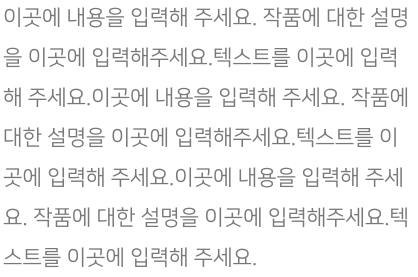 이곳에 내용을 입력해 주세요. 작품에 대한 설명
을 이곳에 입력해주세요.텍스트를 이곳에 입력
해 주세요.이곳에 내용을 입력해 주세요. 작품에
대한 설명을 이곳에 입력해주세요.텍스트를 이
곳에 입력해 주세요.이곳에 내용을 입력해 주세
요. 작품에 대한 설명을 이곳에 입력해주세요.텍
스트를 이곳에 입력해 주세요.